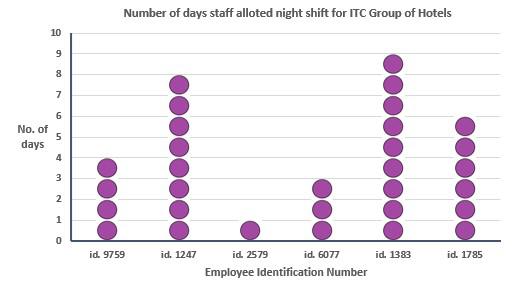 Number of days staff alloted night shift for ITC Group of Hotels
10
9
8
7
6
5
4
3
2
1
0
No. of
days
id. 9759 id. 1247 id. 2579 id. 6077 id. 1383 id. 1785
Employee Identification Number